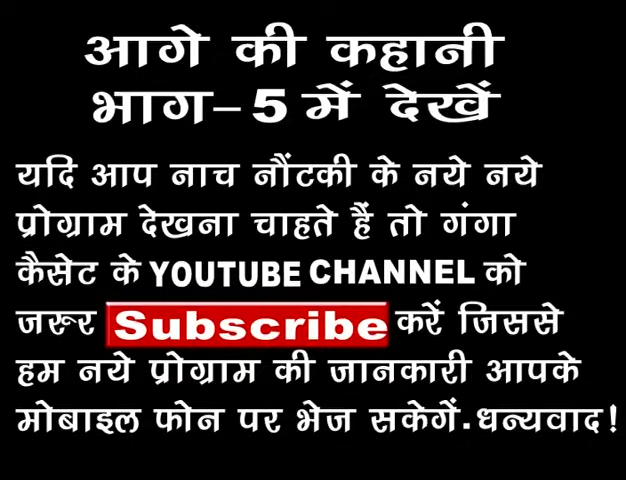 आगे की कहानी
भाग-5 में देखें
यदि आप नाच नौंटकी के नये नये
प्रोग्राम देखना चाहते हैं तो गंगा
कैसेट के YOUTUBE CHANNEL को
जरूर Subscribe करें जिससे
हम नये प्रोग्राम की जानकारी आपके
मोबाइल फोन पर भेज सकेगें.धन्यवाद!